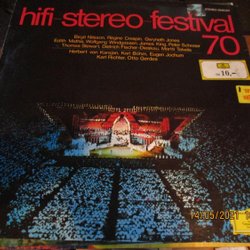 hifi-stereo-festival
70
Birgit Nilsson, Régine Crespin, Gwyneth Jones
Edith Mathis, Wolfgang Windgassen, James King, Peter Schreier
Thomas Stewart, Dietrich Fischer-Dieskau, Martti Talvela
Herbert von Karajan, Karl Böhm, Eugen Jochum
Karl Richter, Otto Gerdes
10,-
14/05/2021